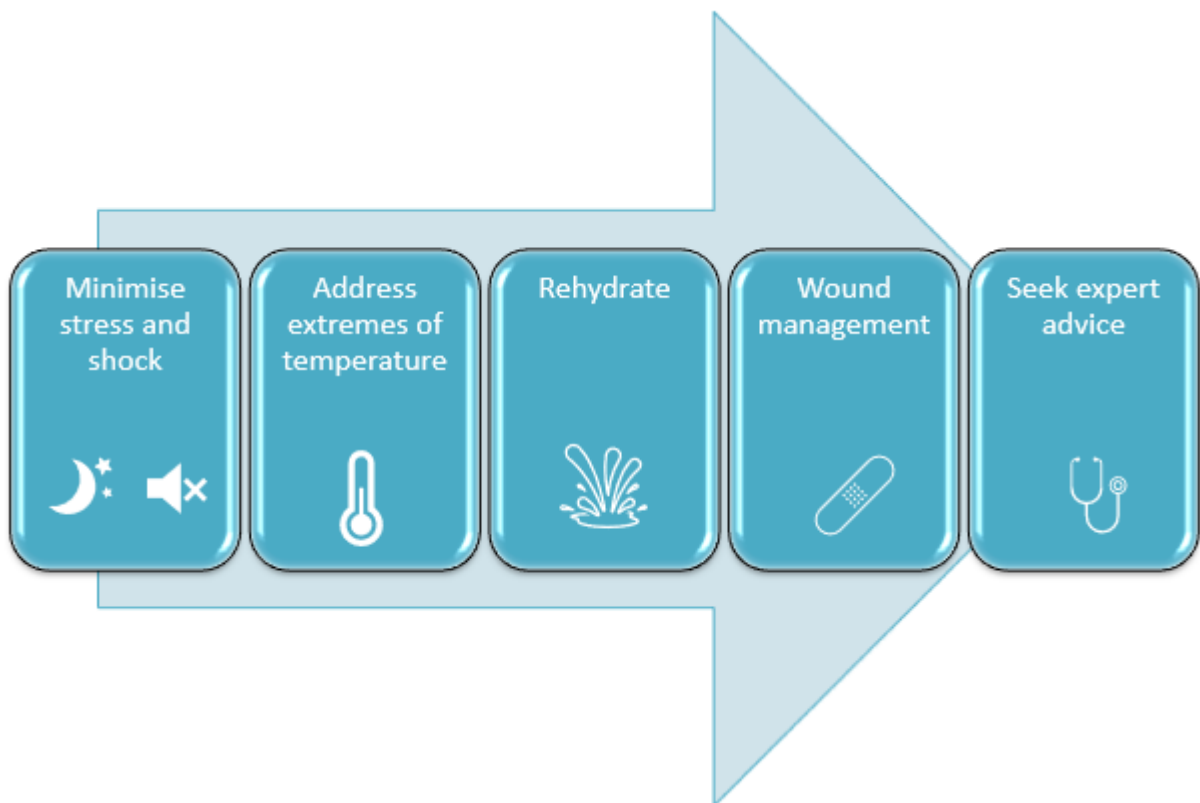 Minimise
stress and
shock
Address
extremes of
temperature
Rehydrate
Wound
management
Seek expert
advice